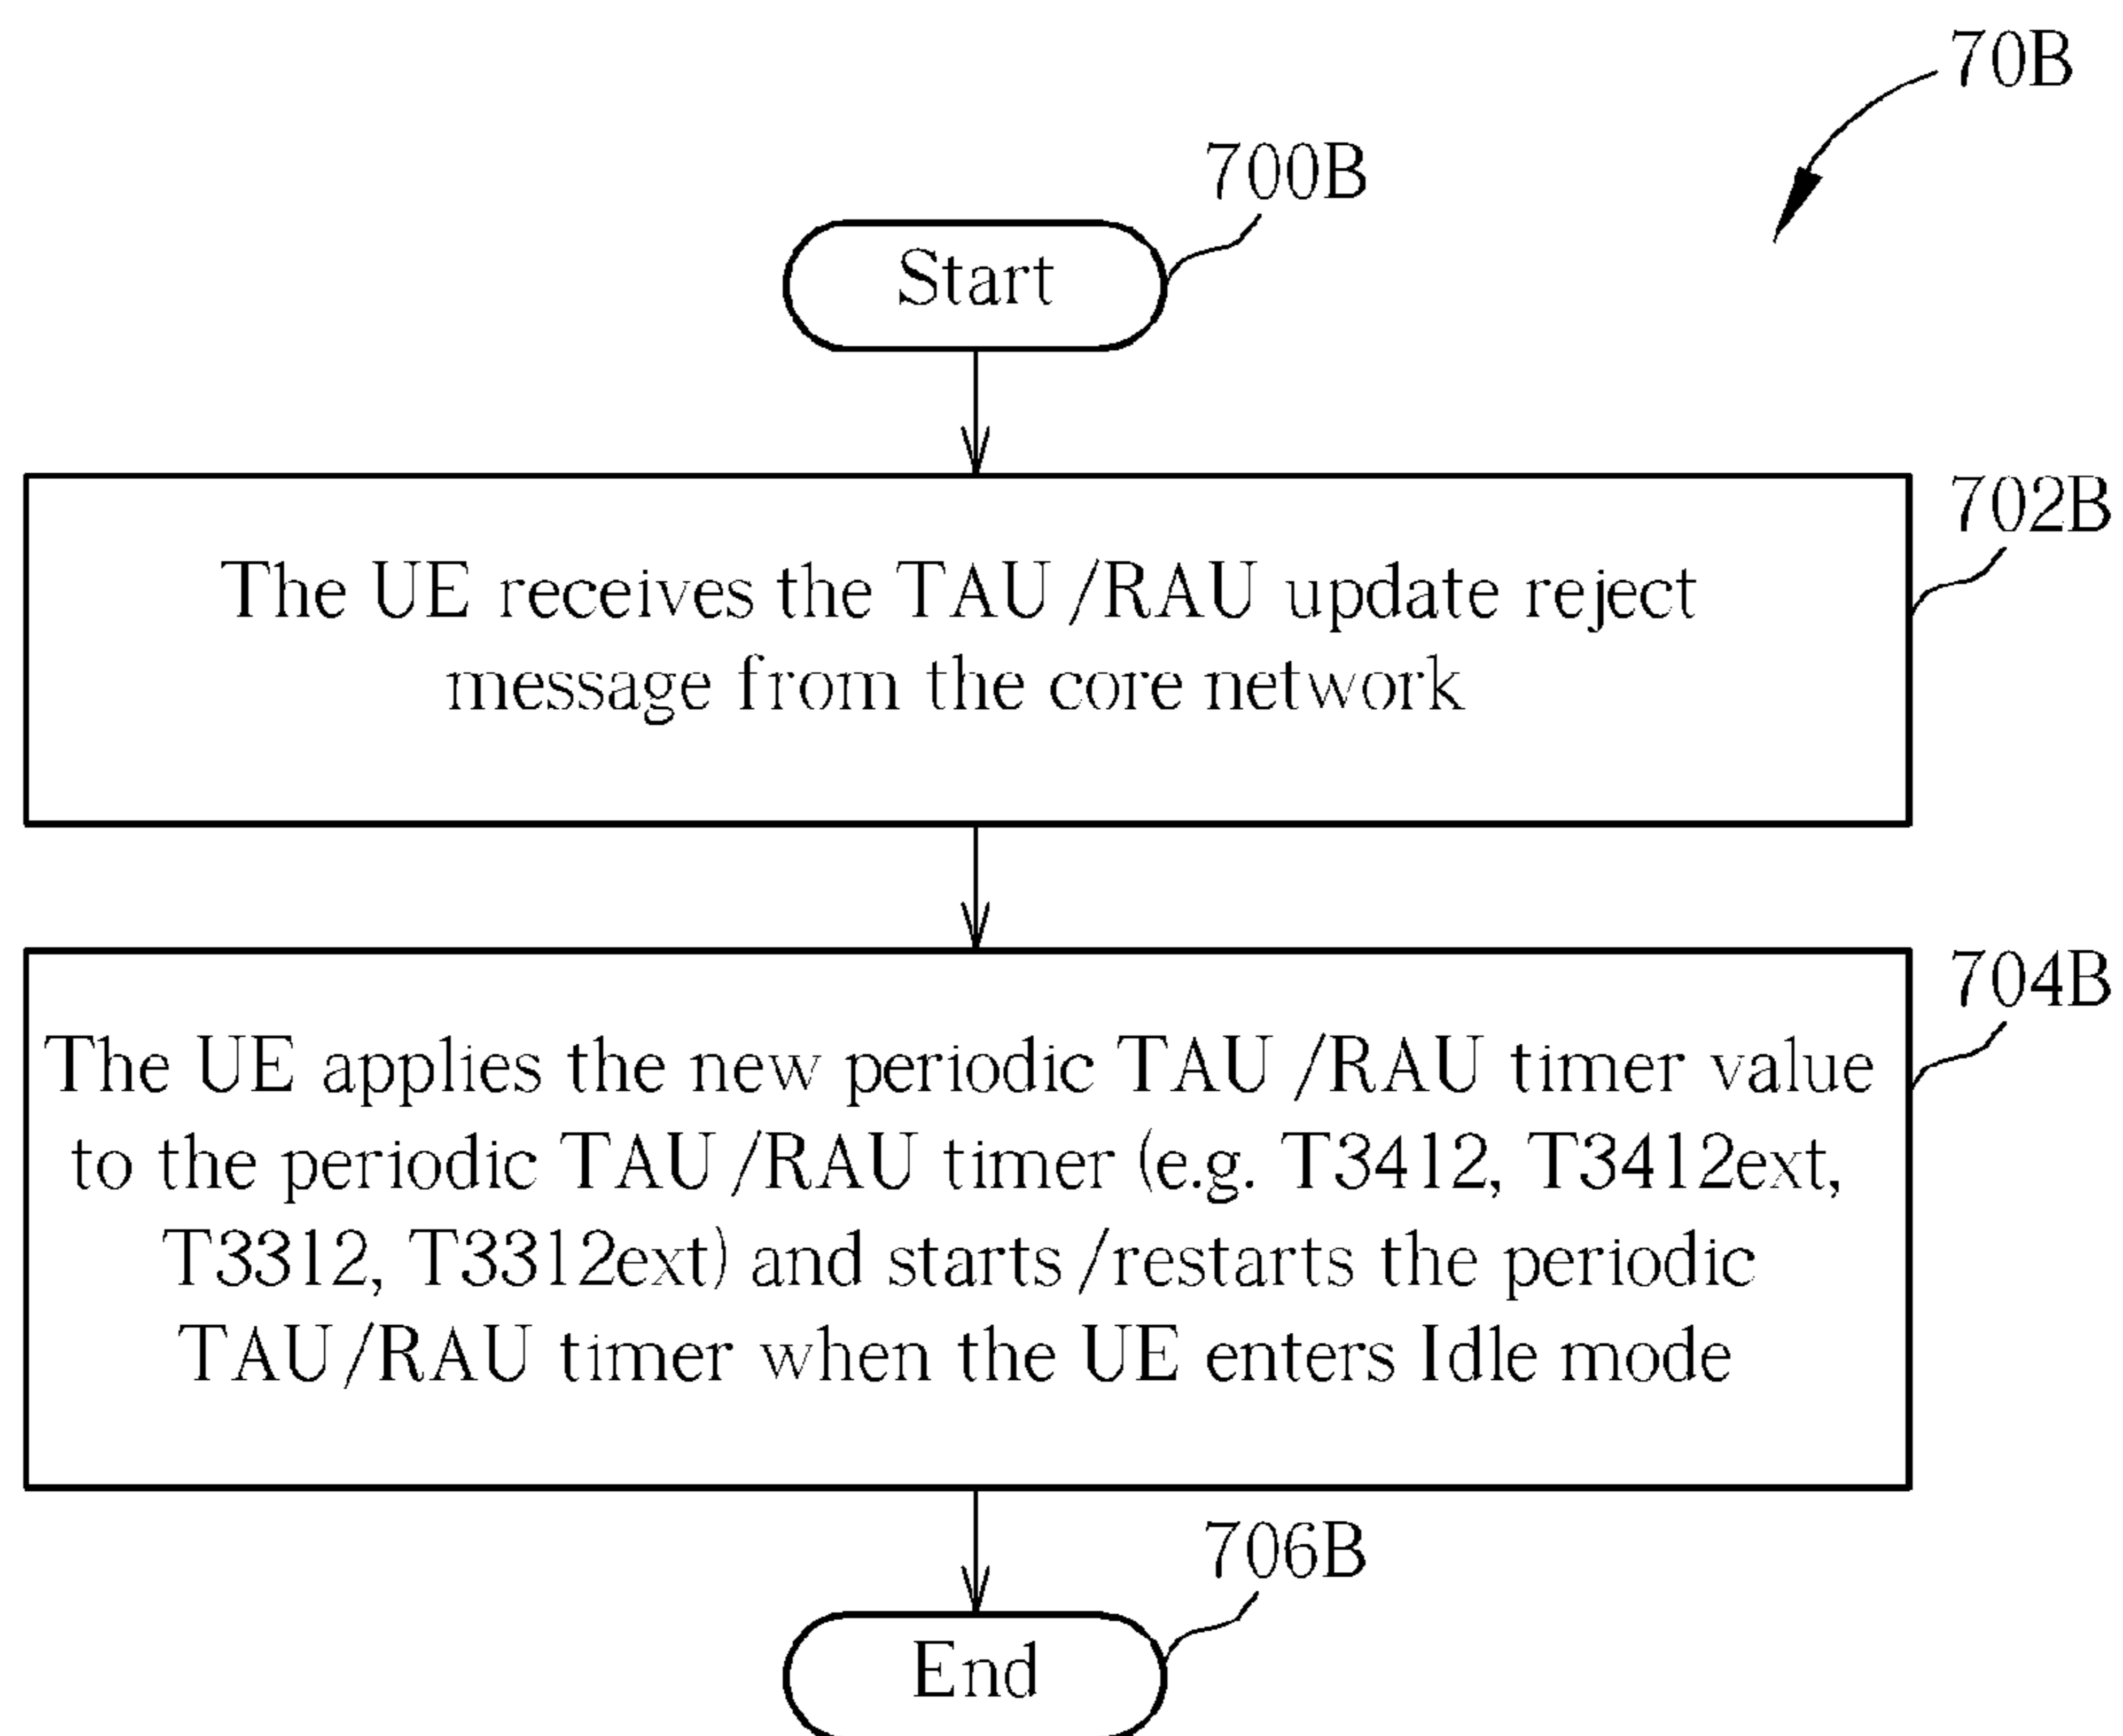 70B
700B
Start
702B
The UE receives the TAU /RAU update reject
message from the core network
704B
The UE applies the new periodic TAU /RAU timer value
to the periodic TAU /RAU timer (e.g. T3412, T3412ext,
T3312, T3312ext) and starts /restarts the periodic
TAU/RAU timer when the UE enters Idle mode
706B
End